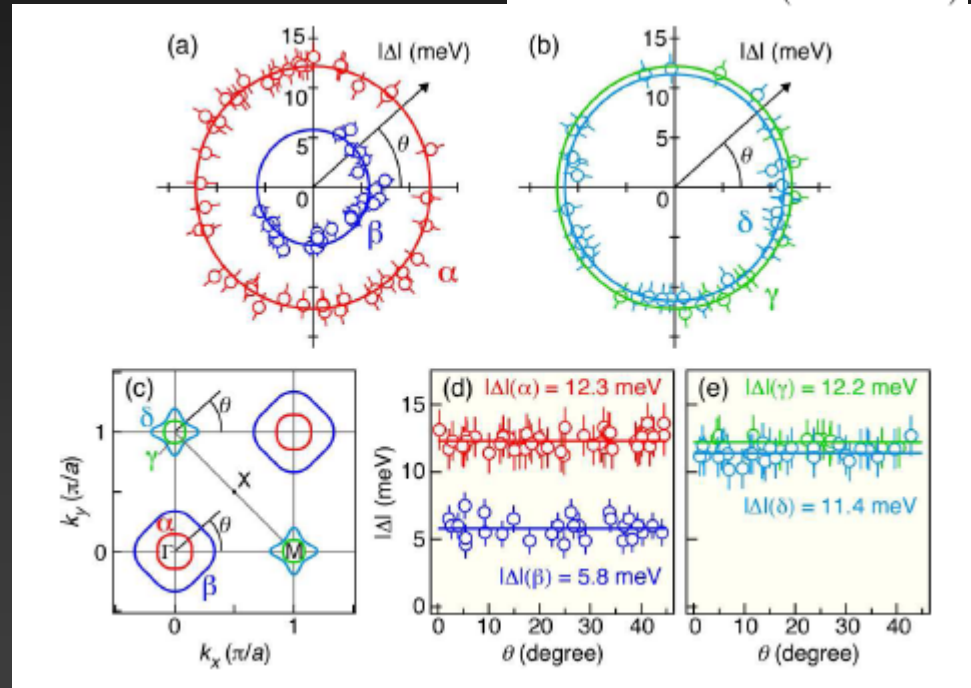 (a)
15
10
5
0
|Δ| (meV)
θ
β
α
(b)
15
10
5
0
|Δ| (meV)
θ
δ
γ
(c)
δ
γ
θ
X
α
Γ
θ
β
M
1
0
k_y (π/a)
0 1
k_x (π/a)
(d)
|Δ|(α) = 12.3 meV
|Δ|(β) = 5.8 meV
15
10
5
0
|Δ| (meV)
0 10 20 30 40
θ (degree)
(e)
|Δ|(γ) = 12.2 meV
|Δ|(δ) = 11.4 meV
0 10 20 30 40
θ (degree)